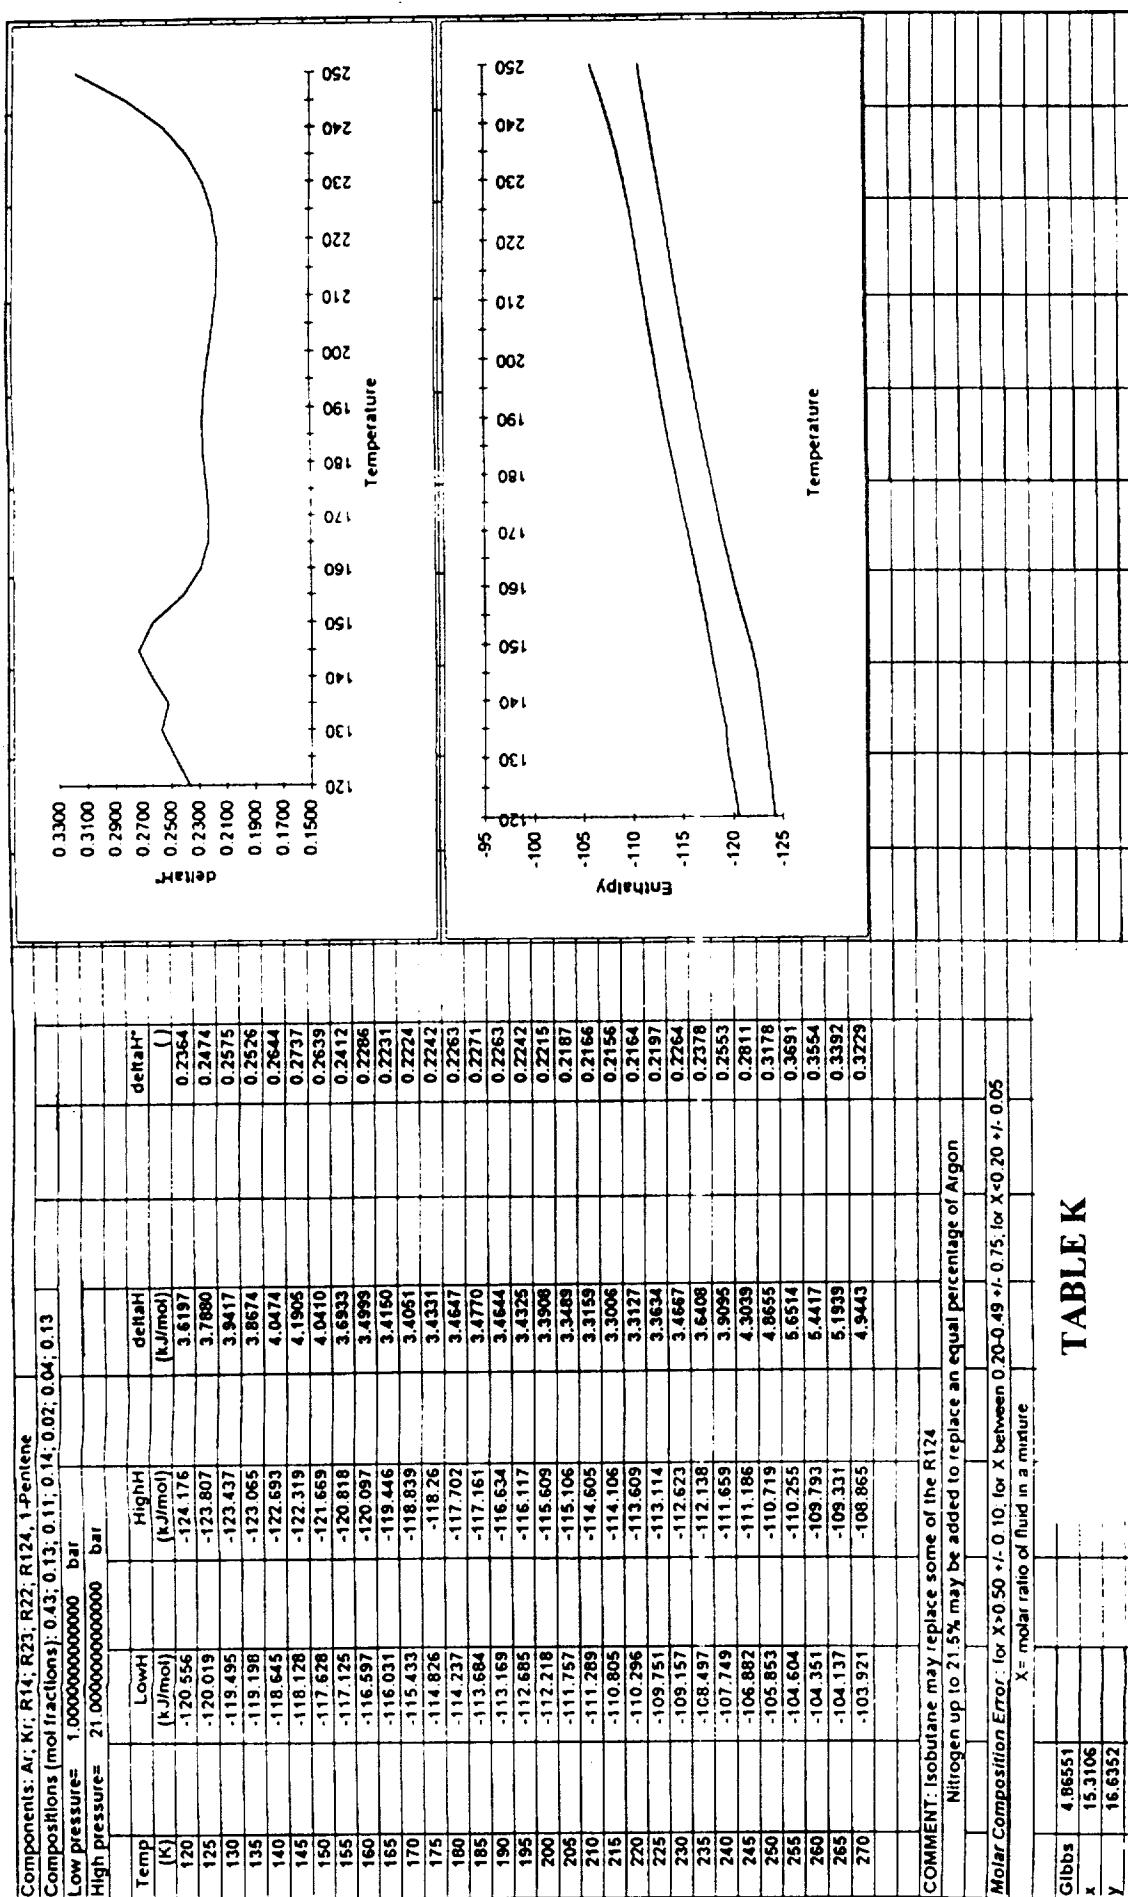 Components: Ar; Kr; R14; R23; R22; R124, 1-Pentene
Compositions (mol fractions): 0.43; 0.13; 0.11; 0.14; 0.02; 0.04; 0.13
Low pressure= 1.00000000000000 bar
High pressure= 21.0000000000000 bar
Temp LowH HighH deltaH deltaH"
(K) (kJ/mol) (kJ/mol) (kJ/mol) ( )
120 -120.556 -124.176 3.6197 0.2364
125 -120.019 -123.807 3.7880 0.2474
130 -119.495 -123.437 3.9417 0.2575
135 -119.198 -123.065 3.8674 0.2526
140 -118.645 -122.693 4.0474 0.2644
145 -118.128 -122.319 4.1905 0.2737
150 -117.628 -121.669 4.0410 0.2639
155 -117.125 -120.818 3.6933 0.2412
160 -116.597 -120.097 3.4999 0.2286
165 -116.031 -119.446 3.4150 0.2231
170 -115.433 -118.839 3.4051 0.2224
175 -114.826 -118.26 3.4331 0.2242
180 -114.237 -117.702 3.4647 0.2263
185 -113.684 -117.161 3.4770 0.2271
190 -113.169 -116.634 3.4644 0.2263
195 -112.685 -116.117 3.4325 0.2242
200 -112.218 -115.609 3.3908 0.2215
205 -111.757 -115.106 3.3489 0.2187
210 -111.289 -114.605 3.3159 0.2166
215 -110.805 -114.106 3.3006 0.2156
220 -110.296 -113.609 3.3127 0.2164
225 -109.751 -113.114 3.3634 0.2197
230 -109.157 -112.623 3.4667 0.2264
235 -108.497 -112.138 3.6408 0.2378
240 -107.749 -111.659 3.9095 0.2553
245 -106.882 -111.186 4.3039 0.2811
250 -105.853 -110.719 4.8655 0.3178
255 -104.604 -110.255 5.6514 0.3691
260 -104.351 -109.793 5.4417 0.3554
265 -104.137 -109.331 5.1939 0.3392
270 -103.921 -108.865 4.9443 0.3229
COMMENT: Isobutane may replace some of the R124
Nitrogen up to 21.5% may be added to replace an equal percentage of Argon
Molar Composition Error : for X>0.50 +/- 0.10; for X between 0.20-0.49 +/- 0.75; for X<0.20 +/- 0.05
X = molar ratio of fluid in a mixture
Gibbs 4.86551
x 15.3106
y 16.6352
TABLE K
deltaH"
0.3300
0.3100
0.2900
0.2700
0.2500
0.2300
0.2100
0.1900
0.1700
0.1500
120 130 140 150 160 170 180 190 200 210 220 230 240 250
Temperature
Enthalpy
-95
-100
-105
-110
-115
-120
-125
120 130 140 150 160 170 180 190 200 210 220 230 240 250
Temperature